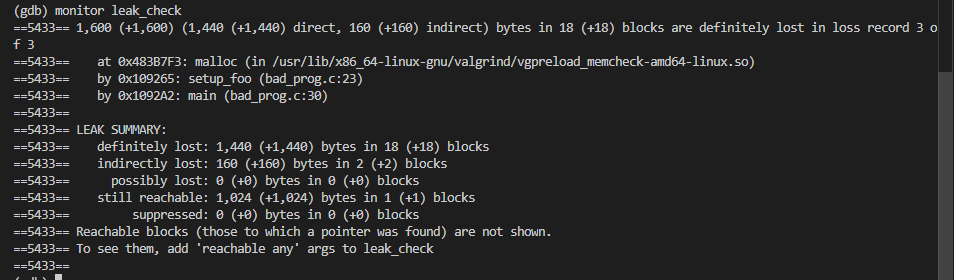 (gdb) monitor leak_check
==5433== 1,600 (+1,600) (1,440 (+1,440) direct, 160 (+160) indirect) bytes in 18 (+18) blocks are definitely lost in loss record 3 o
f 3
==5433==    at 0x483B7F3: malloc (in /usr/lib/x86_64-linux-gnu/valgrind/vgpreload_memcheck-amd64-linux.so)
==5433==    by 0x109265: setup_foo (bad_prog.c:23)
==5433==    by 0x1092A2: main (bad_prog.c:30)
==5433==
==5433== LEAK SUMMARY:
==5433==    definitely lost: 1,440 (+1,440) bytes in 18 (+18) blocks
==5433==    indirectly lost: 160 (+160) bytes in 2 (+2) blocks
==5433==      possibly lost: 0 (+0) bytes in 0 (+0) blocks
==5433==    still reachable: 1,024 (+1,024) bytes in 1 (+1) blocks
==5433==         suppressed: 0 (+0) bytes in 0 (+0) blocks
==5433== Reachable blocks (those to which a pointer was found) are not shown.
==5433== To see them, add 'reachable any' args to leak_check
==5433==
(gdb)